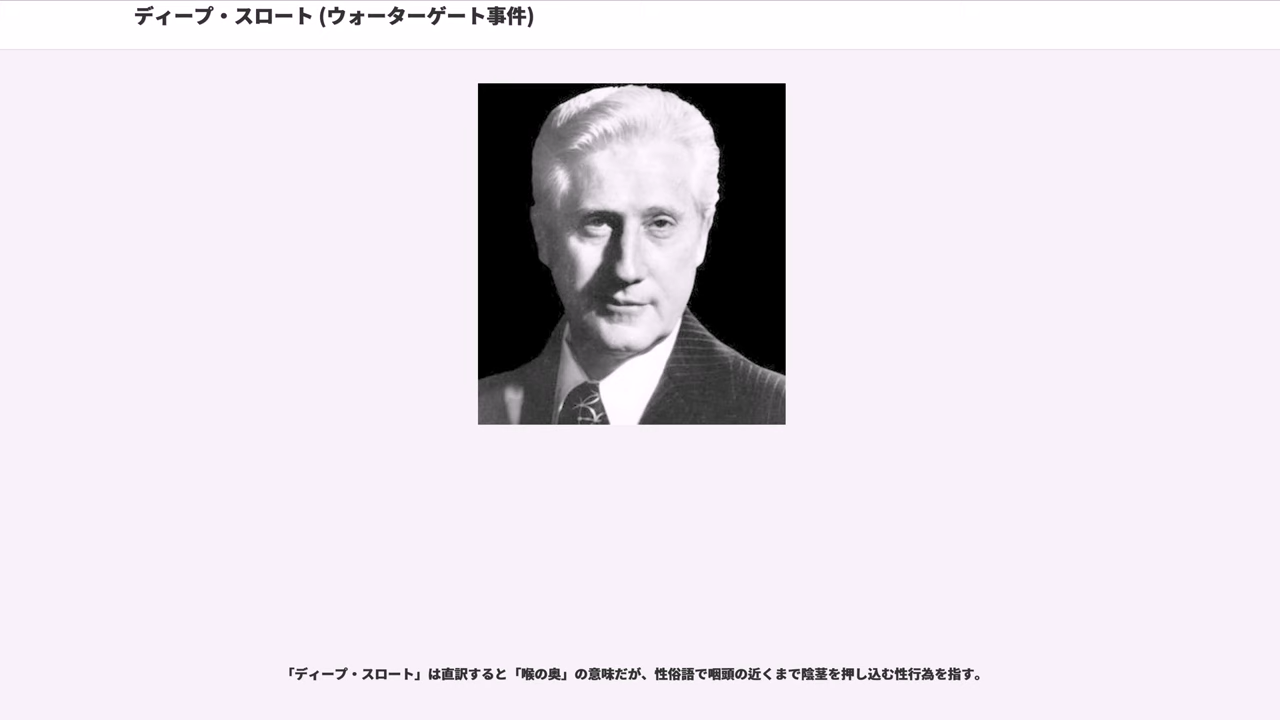 ディープ・スロート (ウォーターゲート事件)
「ディープ・スロート」は直訳すると「喉の奥」の意味だが、性俗語で咽頭の近くまで陰茎を押し込む性行為を指す。